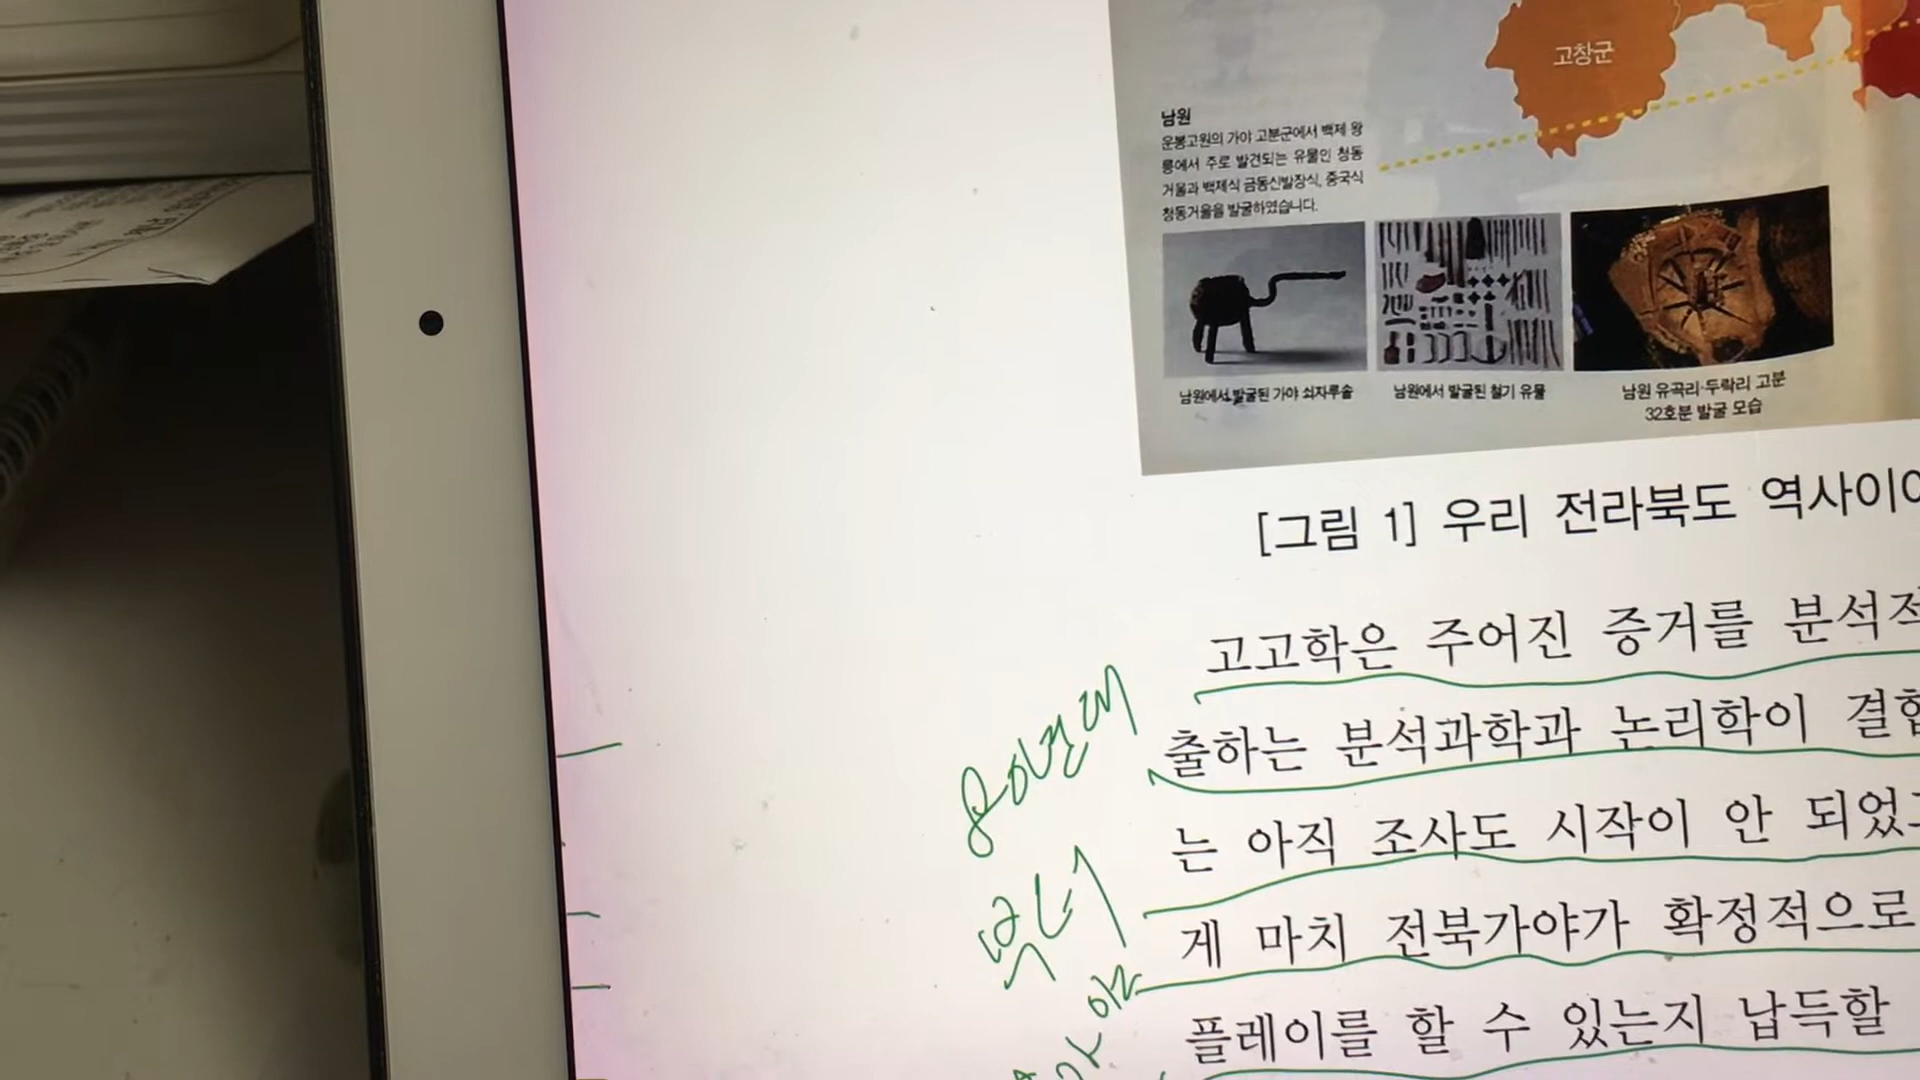 고창군
남원
운봉고원의 가야 고분군에서 백제 왕
릉에서 주로 발견되는 유물인 청동
거울과 백제식 금동신발장식, 중국식
청동거울을 발굴하였습니다.
남원에서 발굴된 가야 쇠자루솥
남원에서 발굴된 철기 유물
남원 유곡리·두락리 고분
32호분 발굴 모습
[그림 1] 우리 전라북도 역사이
고고학은 주어진 증거를 분석적
출하는 분석과학과 논리학이 결합
는 아직 조사도 시작이 안 되었고
게 마치 전북가야가 확정적으로
플레이를 할 수 있는지 납득할